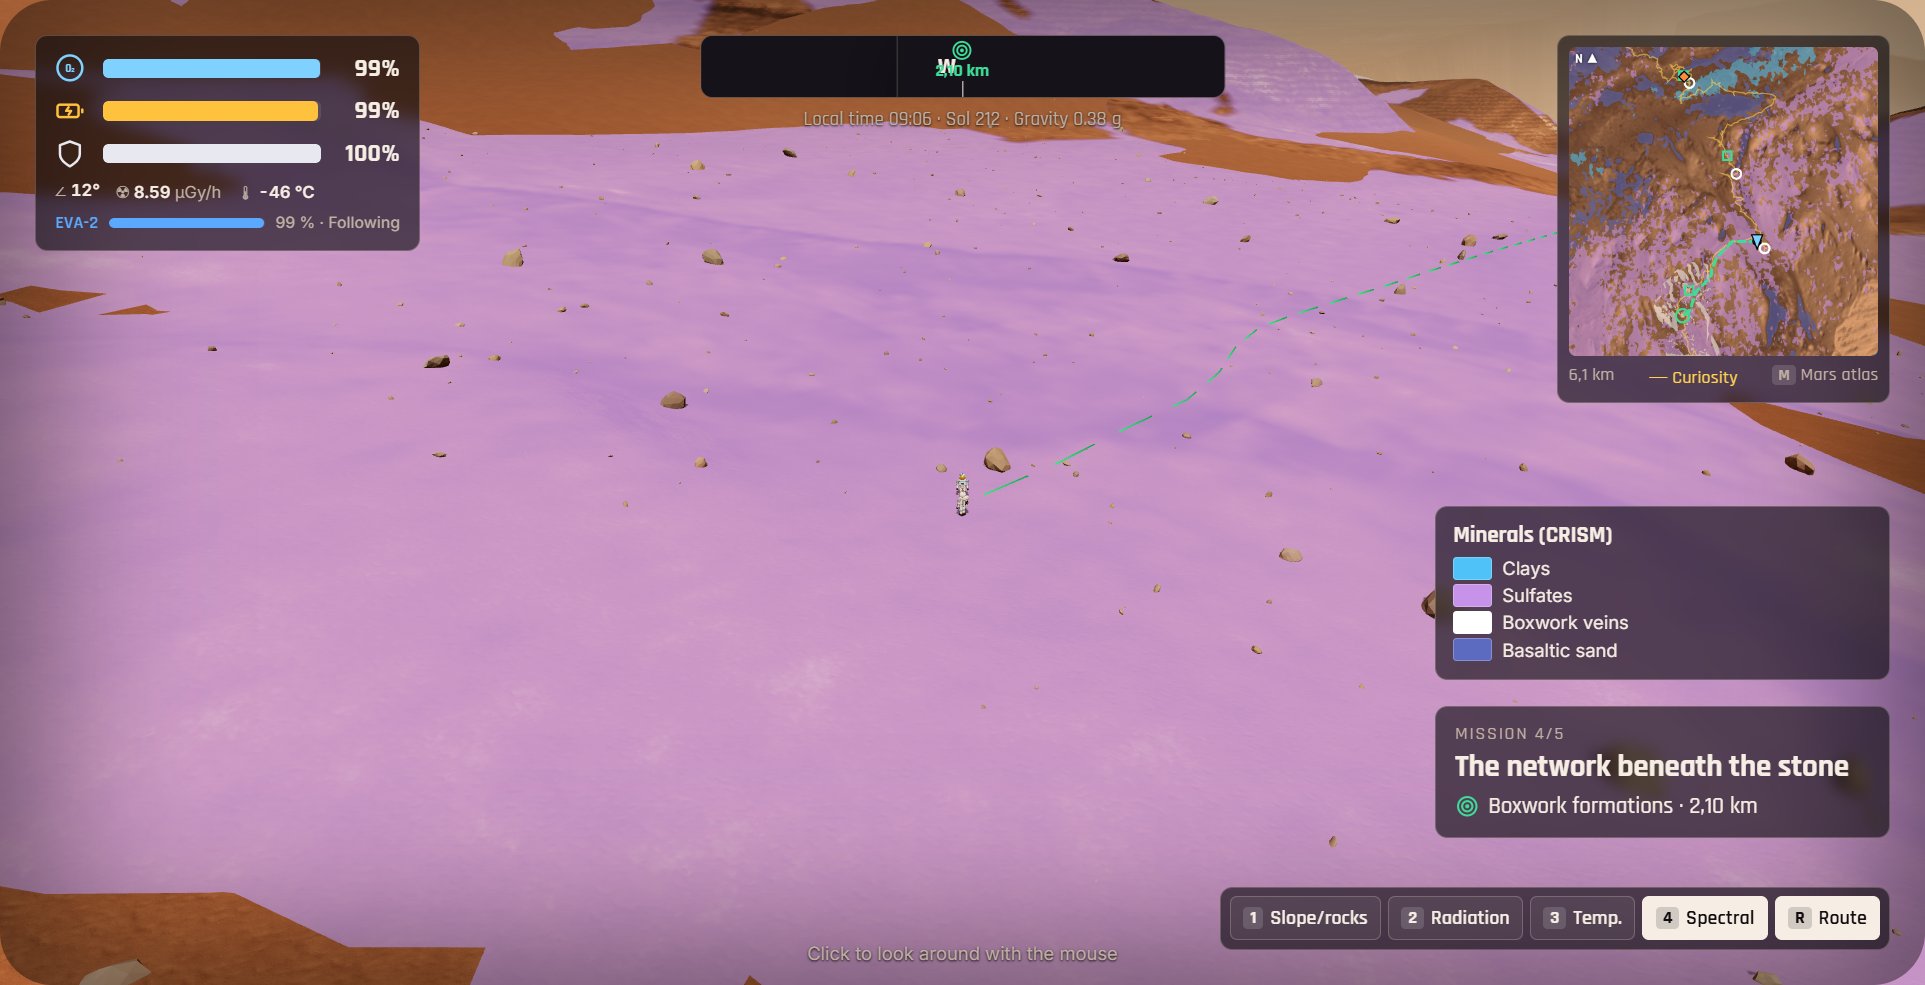 O₂ 99%
99%
100%
∠ 12° 8.59 µGy/h -46 °C
EVA-2 99 % · Following
W
2,10 km
Local time 09:06 · Sol 212 · Gravity 0.38 g
N ▲
6,1 km — Curiosity M Mars atlas
Minerals (CRISM)
Clays
Sulfates
Boxwork veins
Basaltic sand
MISSION 4/5
The network beneath the stone
Boxwork formations · 2,10 km
1 Slope/rocks 2 Radiation 3 Temp. 4 Spectral R Route
Click to look around with the mouse